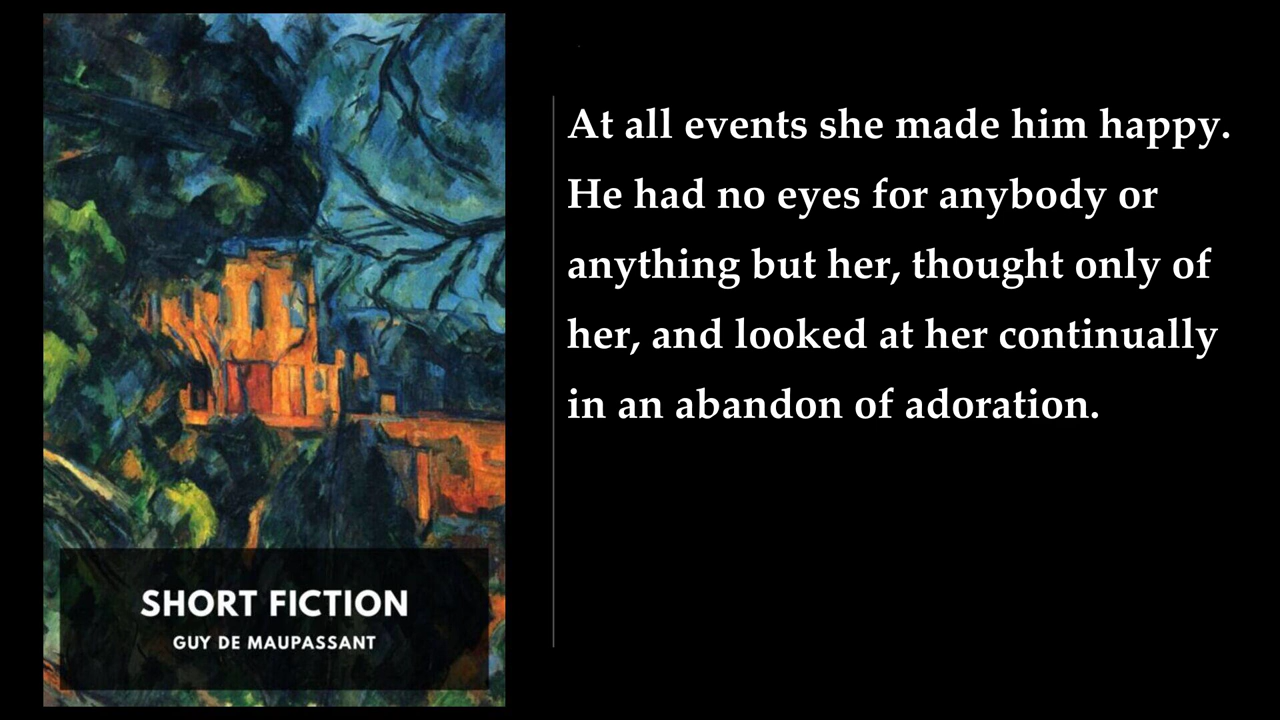 At all events she made him happy.
He had no eyes for anybody or
anything but her, thought only of
her, and looked at her continually
in an abandon of adoration.
SHORT FICTION
GUY DE MAUPASSANT